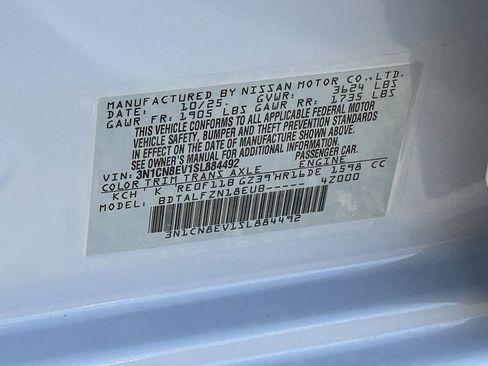 MANUFACTURED BY NISSAN MOTOR CO.,LTD.
DATE: 10/25. GVWR: 3624 LBS
GAWR FR: 1905 LBS GAWR RR: 1735 LBS
THIS VEHICLE CONFORMS TO ALL APPLICABLE FEDERAL MOTOR
VEHICLE SAFETY, BUMPER AND THEFT PREVENTION STANDARDS
IN EFFECT ON THE DATE OF MANUFACTURE SHOWN ABOVE.
SEE OWNER'S MANUAL FOR ADDITIONAL INFORMATION.
VIN: 3N1CN8EV1SL884492 PASSENGER CAR.
COLOR TRIM TRANS AXLE ENGINE
KCH K RE0F11B GZ39 HR16DE 1598 CC
MODEL: BDTALFZN18EUB----- 42000
3N1CN8EV1SL884492